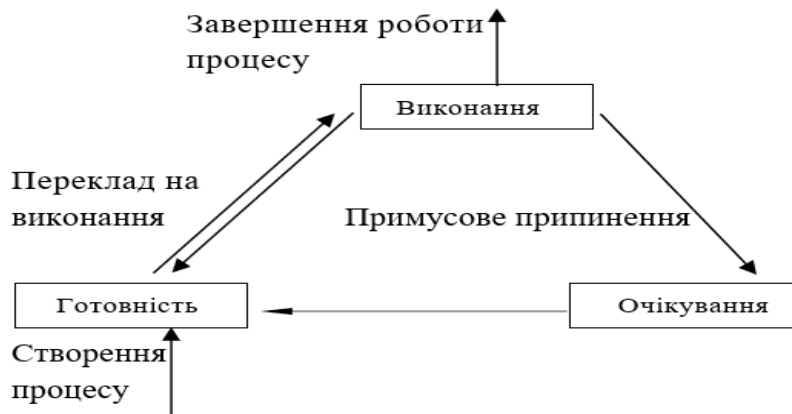 Завершення роботи
процесу
Виконання
Переклад на
виконання
Примусове припинення
Готовність
Очікування
Створення
процесу